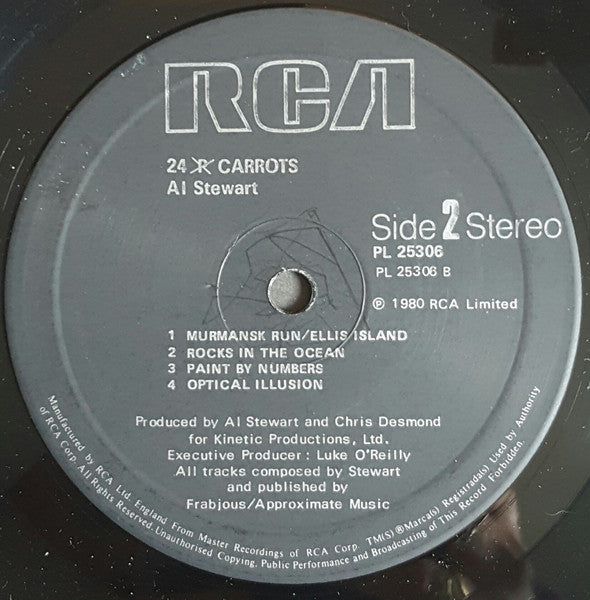 RCA
24 CARROTS
Al Stewart
Side 2 Stereo
PL 25306
PL 25306 B
℗ 1980 RCA Limited
1 MURMANSK RUN/ELLIS ISLAND
2 ROCKS IN THE OCEAN
3 PAINT BY NUMBERS
4 OPTICAL ILLUSION
Produced by Al Stewart and Chris Desmond
for Kinetic Productions, Ltd.
Executive Producer : Luke O'Reilly
All tracks composed by Stewart
and published by
Frabjous/Approximate Music
Manufactured by RCA Ltd. England From Master Recordings of RCA Corp. TM(S)®Marca(s) Registrada(s) Used by Authority
of RCA Corp. All Rights Reserved. Unauthorised Copying, Public Performance and Broadcasting of This Record Forbidden.